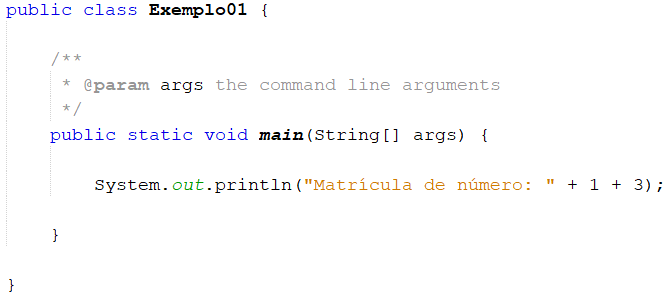 public class Exemplo01 {
/**
* @param args the command line arguments
*/
public static void main(String[] args) {
System.out.println("Matrícula de número: " + 1 + 3);
}
}